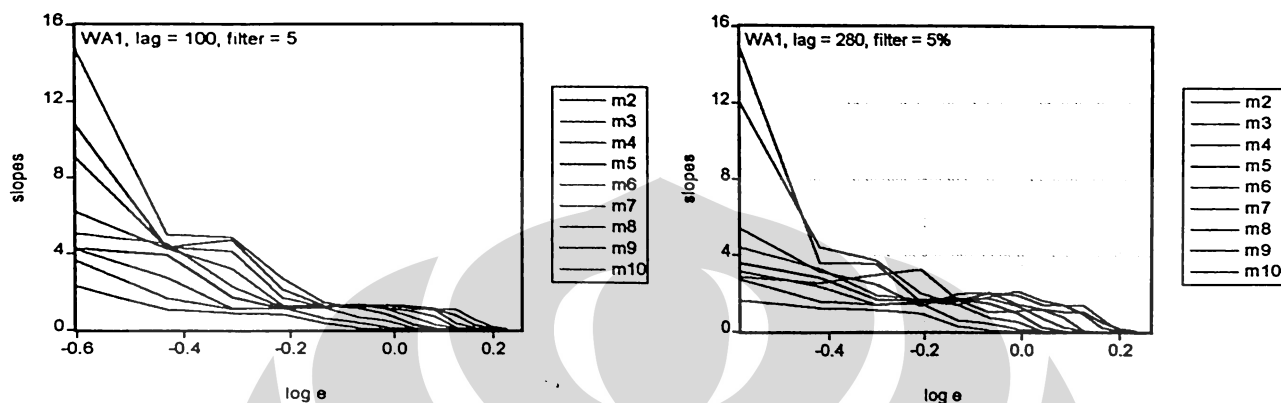 WA1, lag = 100, filter = 5
16
12
8
4
0
slopes
-0.6
-0.4
-0.2
0.0
0.2
log e
m2
m3
m4
m5
m6
m7
m8
m9
m10
WA1, lag = 280, filter = 5%
16
12
8
4
0
slopes
-0.4
-0.2
0.0
0.2
log e
m2
m3
m4
m5
m6
m7
m8
m9
m10